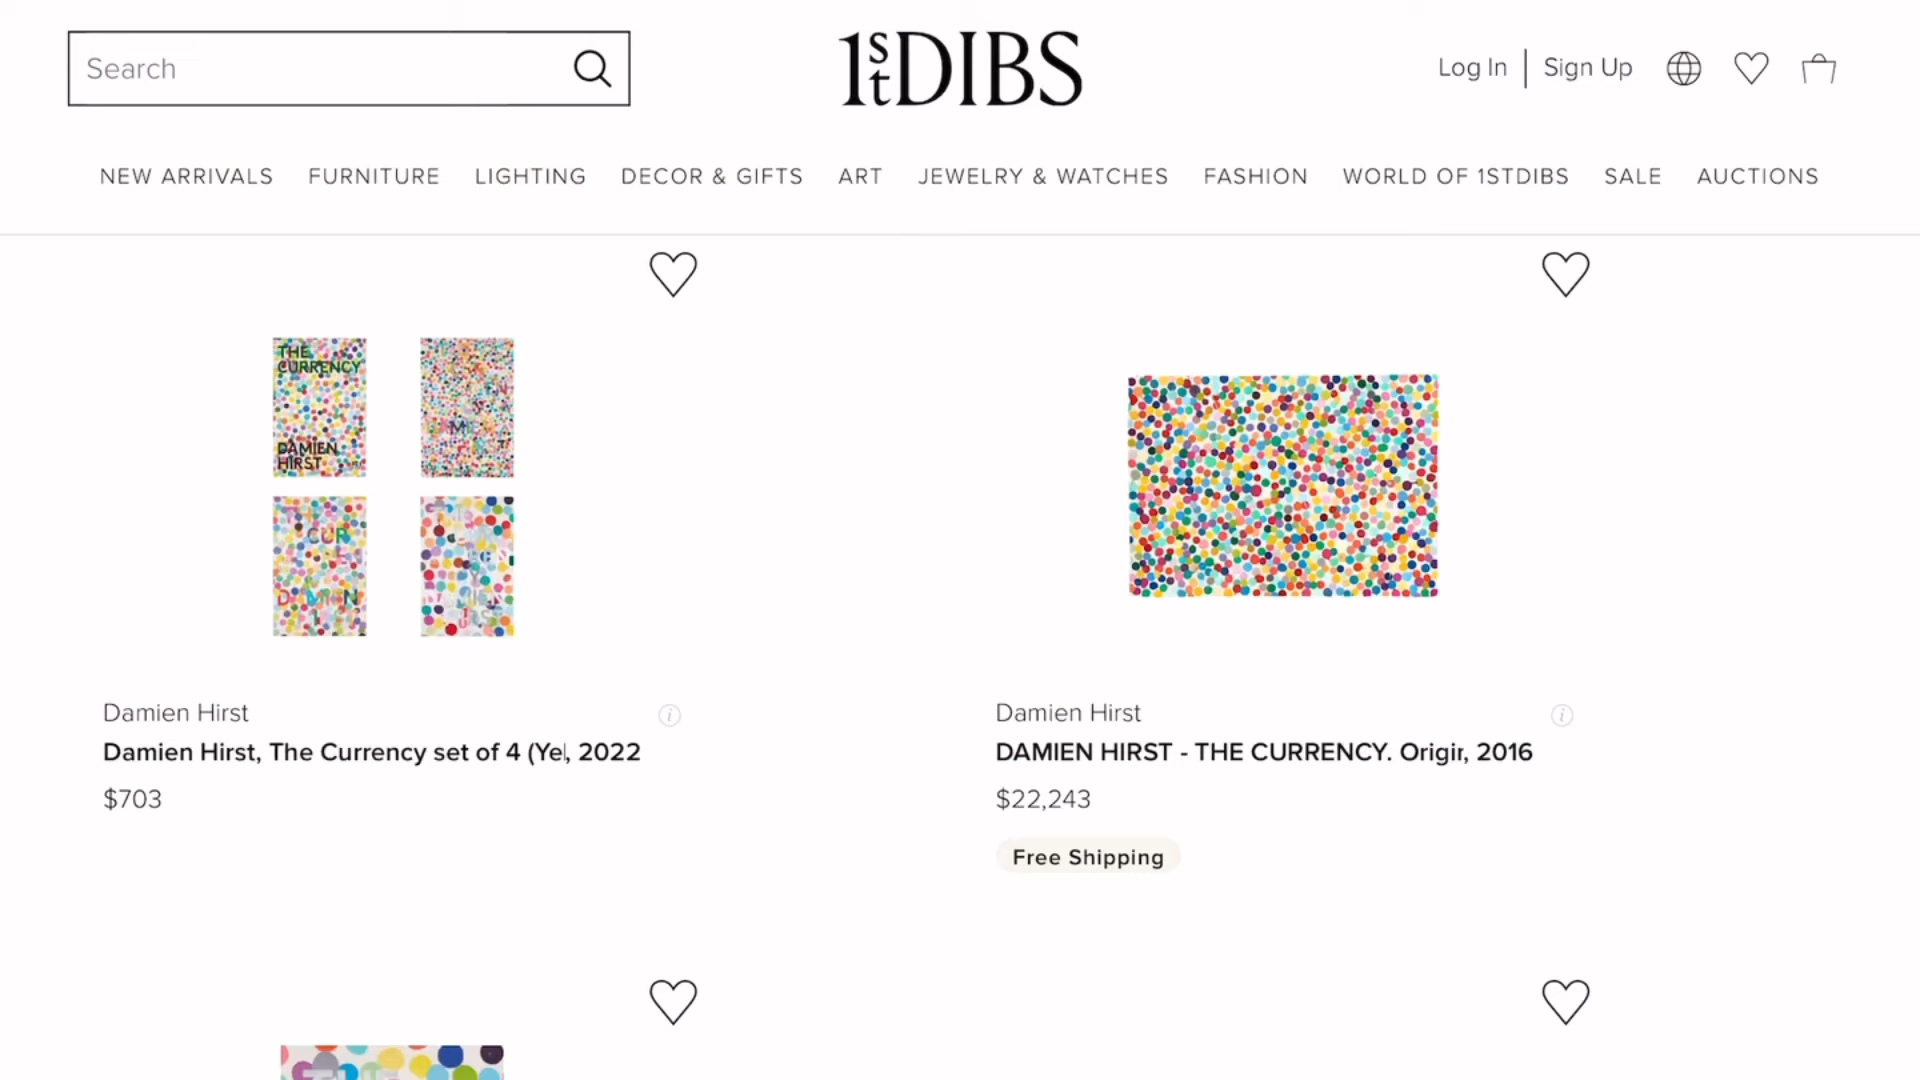 Search
1stDIBS
Log In
Sign Up
NEW ARRIVALS
FURNITURE
LIGHTING
DECOR & GIFTS
ART
JEWELRY & WATCHES
FASHION
WORLD OF 1STDIBS
SALE
AUCTIONS
THE
CURRENCY
DAMIEN
HIRST
Damien Hirst
Damien Hirst, The Currency set of 4 (Yel, 2022
$703
Damien Hirst
DAMIEN HIRST - THE CURRENCY. Origir, 2016
$22,243
Free Shipping